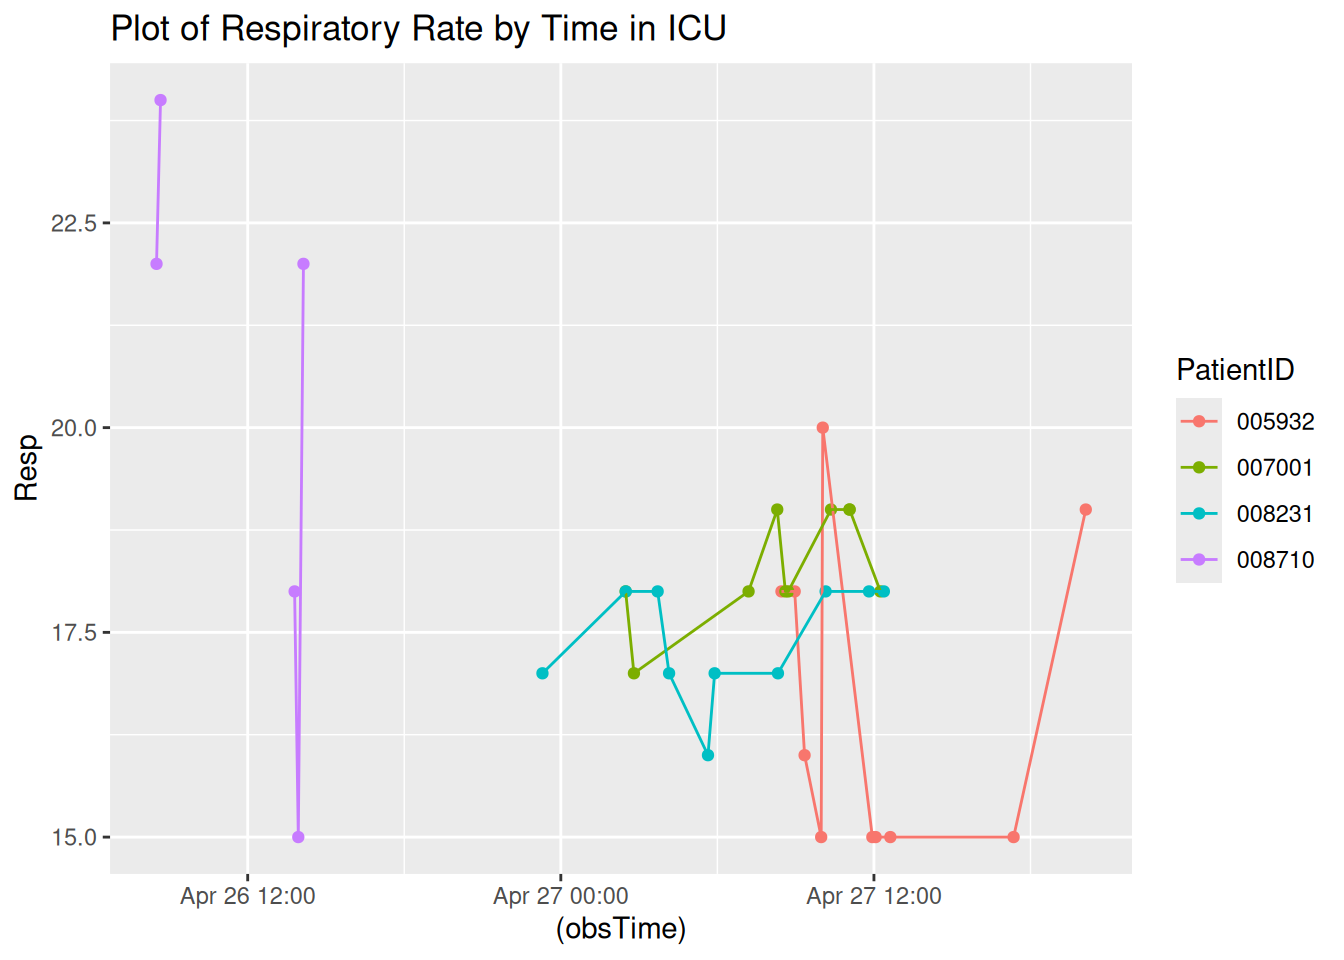 Plot of Respiratory Rate by Time in ICU
22.5
20.0
17.5
15.0
Resp
Apr 26 12:00
Apr 27 00:00
Apr 27 12:00
(obsTime)
PatientID
005932
007001
008231
008710